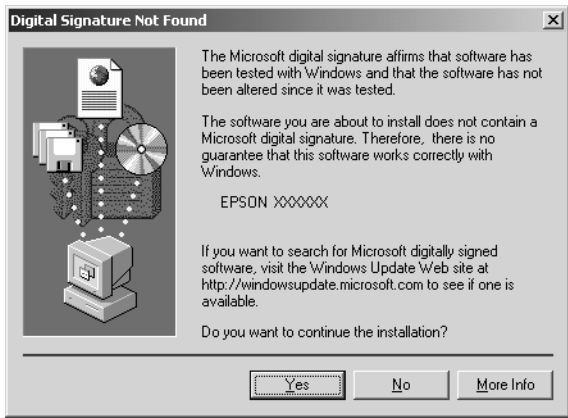 Digital Signature Not Found
The Microsoft digital signature affirms that software has
been tested with Windows and that the software has not
been altered since it was tested.
The software you are about to install does not contain a
Microsoft digital signature. Therefore, there is no
guarantee that this software works correctly with
Windows.
EPSON XXXXXX
If you want to search for Microsoft digitally signed
software, visit the Windows Update Web site at
http://windowsupdate.microsoft.com to see if one is
available.
Do you want to continue the installation?
Yes No More Info